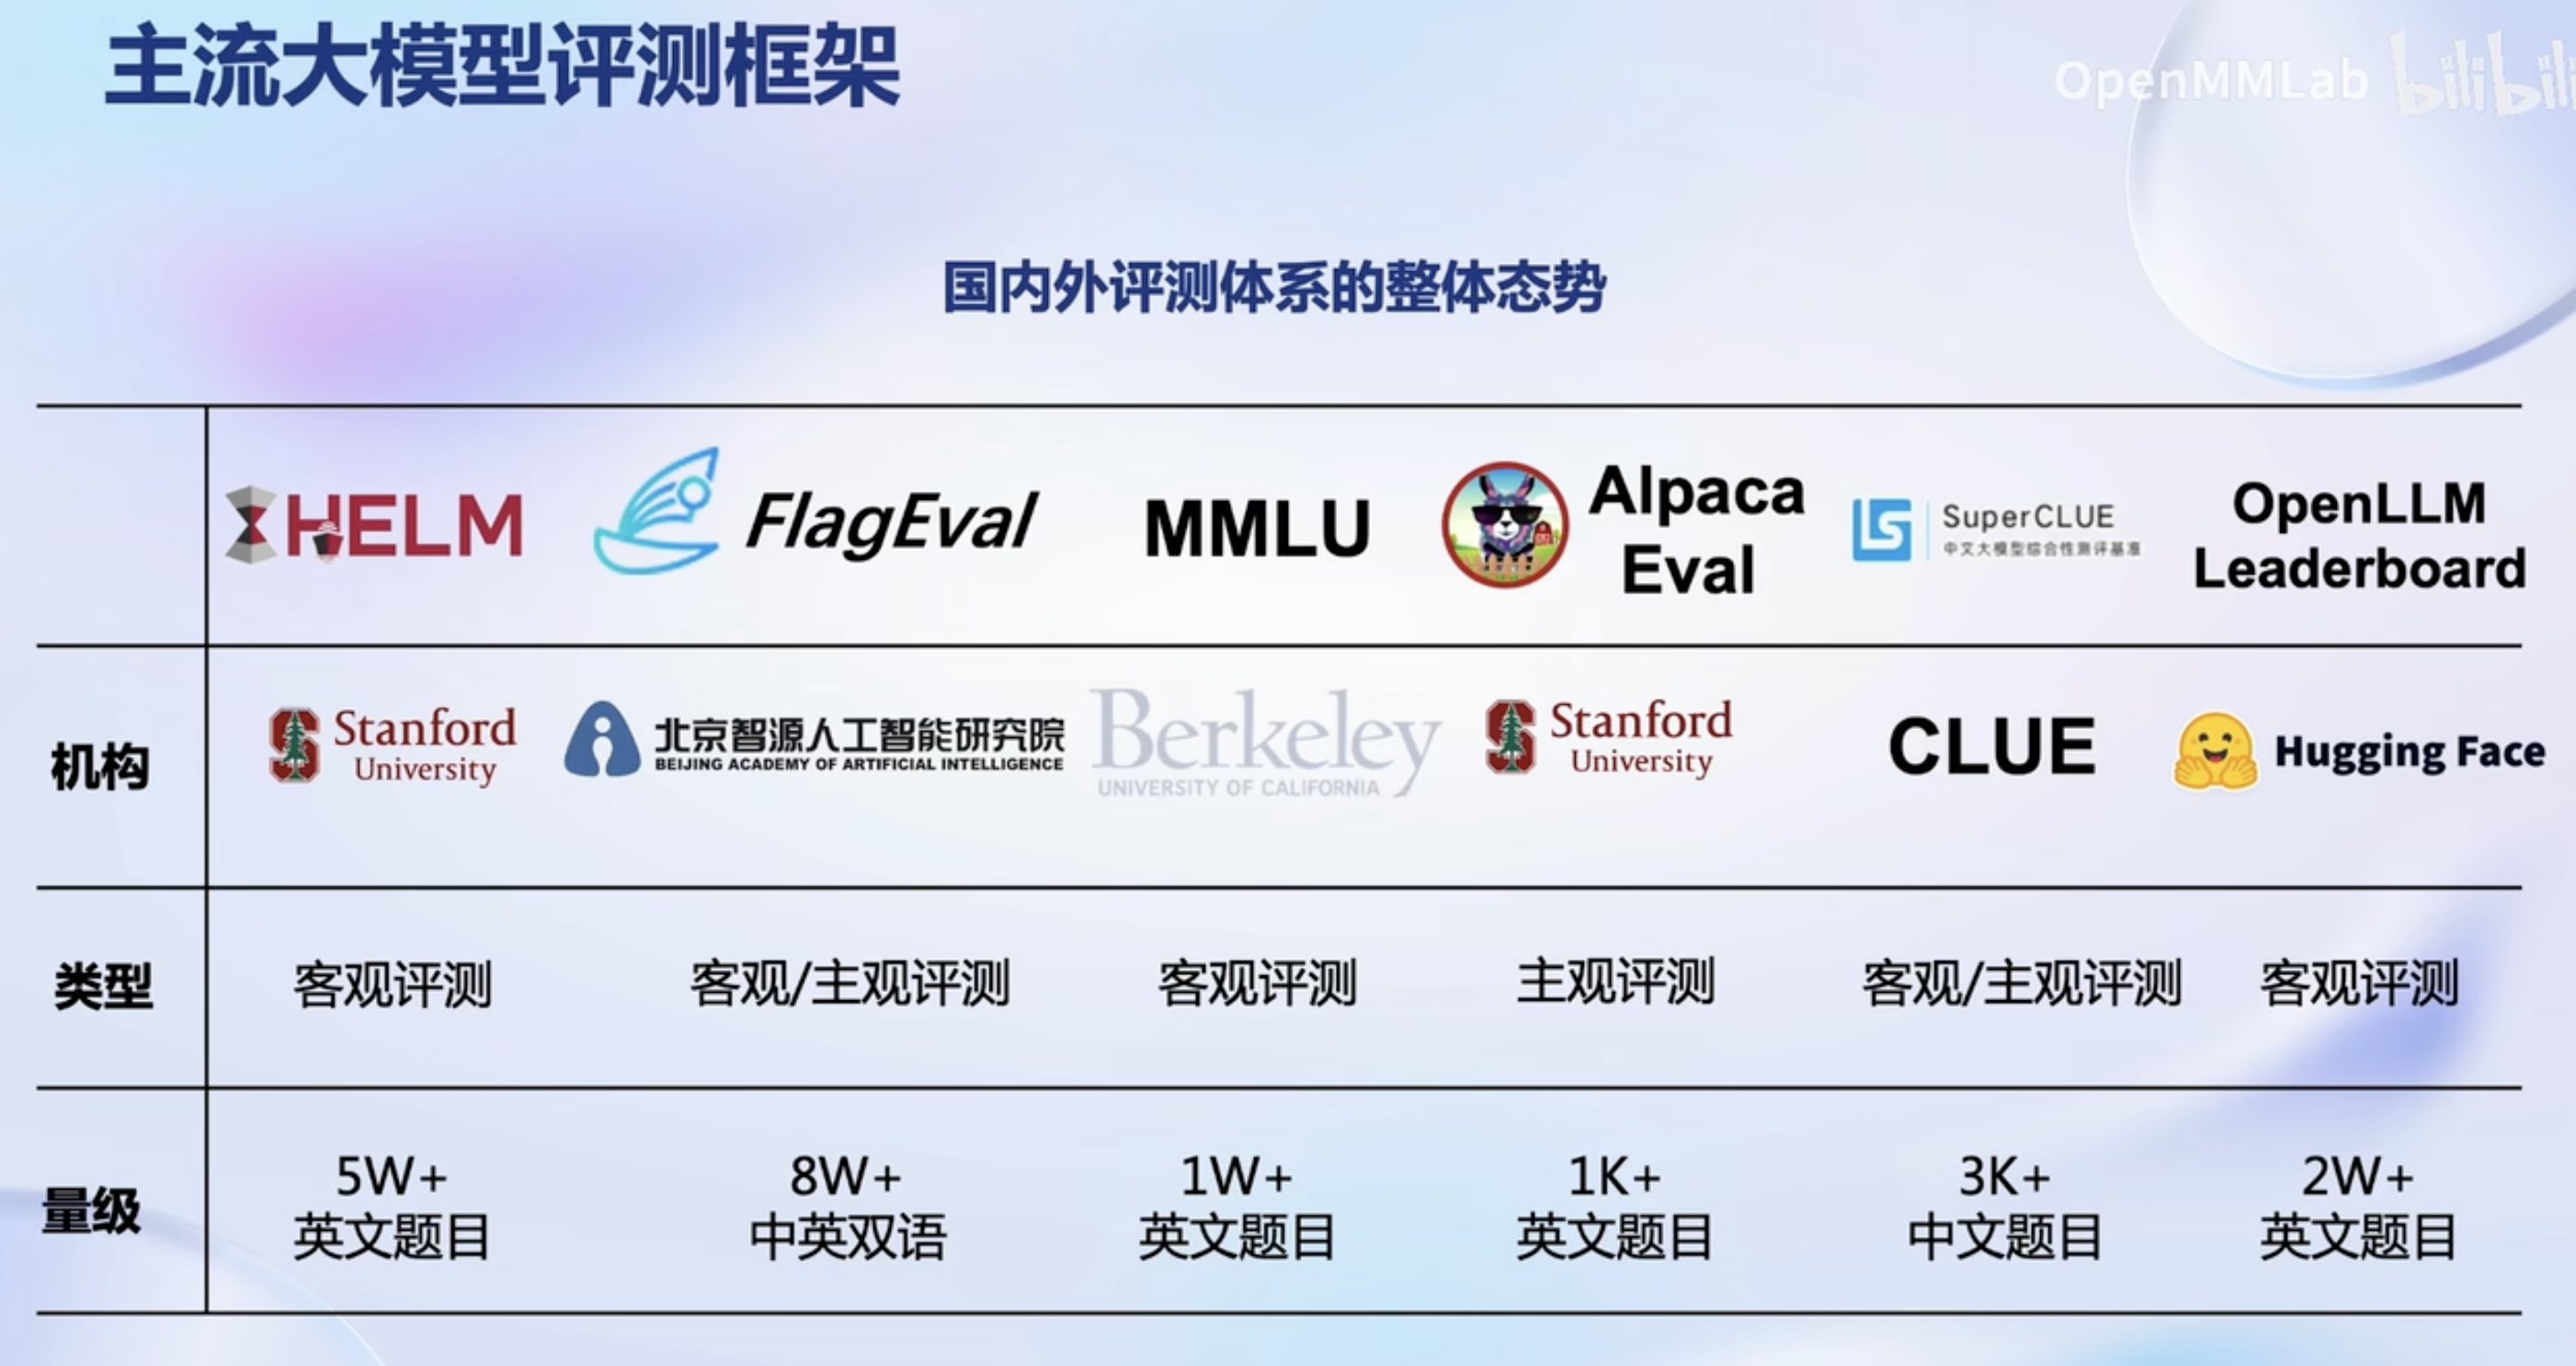 主流大模型评测框架
OpenMMLab bilibili
国内外评测体系的整体态势
HELM
FlagEval
MMLU
Alpaca
Eval
SuperCLUE
中文大模型综合性测评基准
OpenLLM
Leaderboard
机构
Stanford
University
北京智源人工智能研究院
BEIJING ACADEMY OF ARTIFICIAL INTELLIGENCE
Berkeley
UNIVERSITY OF CALIFORNIA
Stanford
University
CLUE
Hugging Face
类型
客观评测
客观/主观评测
客观评测
主观评测
客观/主观评测
客观评测
量级
5W+
英文题目
8W+
中英双语
1W+
英文题目
1K+
英文题目
3K+
中文题目
2W+
英文题目